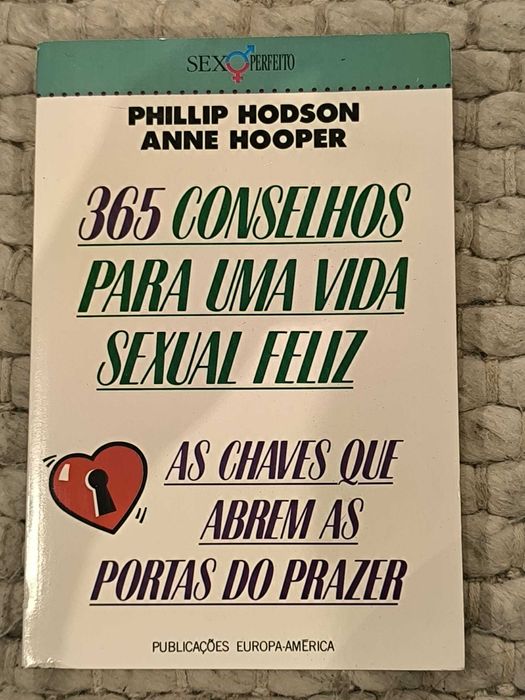 SEXO PERFEITO
PHILLIP HODSON
ANNE HOOPER
365 CONSELHOS
PARA UMA VIDA
SEXUAL FELIZ
AS CHAVES QUE
ABREM AS
PORTAS DO PRAZER
PUBLICAÇÕES EUROPA-AMÉRICA